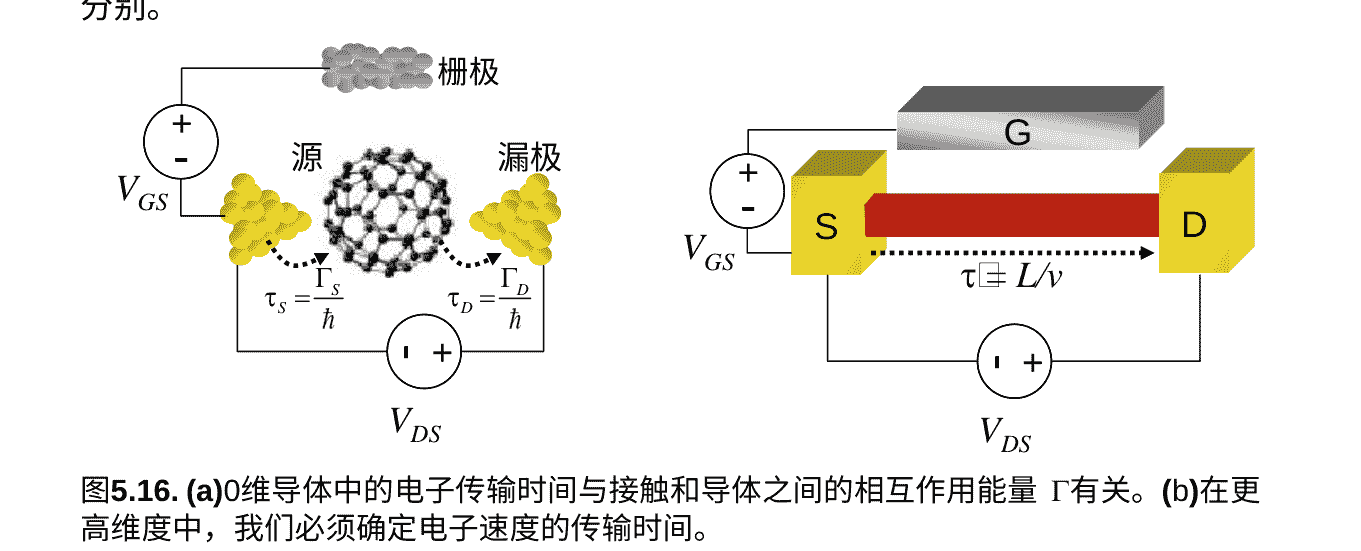 分别。
栅极
+
-
V_GS
源
漏极
τ_S = Γ_S/ħ
τ_D = Γ_D/ħ
- +
V_DS
G
+
-
V_GS
S
D
τ = L/v
- +
V_DS
图5.16. (a)0维导体中的电子传输时间与接触和导体之间的相互作用能量 Γ有关。(b)在更
高维度中，我们必须确定电子速度的传输时间。